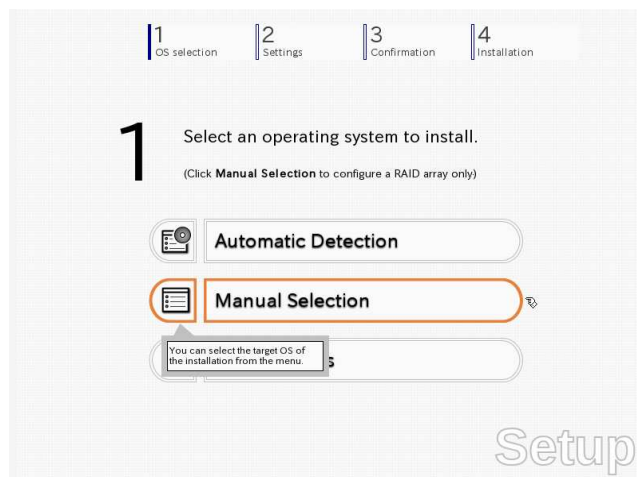 1
OS selection
2
Settings
3
Confirmation
4
Installation
1
Select an operating system to install.
(Click Manual Selection to configure a RAID array only)
Automatic Detection
Manual Selection
You can select the target OS of
the installation from the menu.
Setup